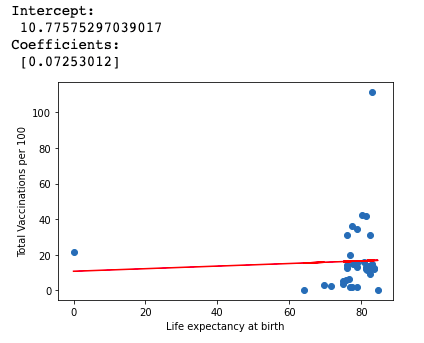 Intercept:
10.77575297039017
Coefficients:
[0.07253012]
100
80
60
40
20
0
Total Vaccinations per 100
0 20 40 60 80
Life expectancy at birth